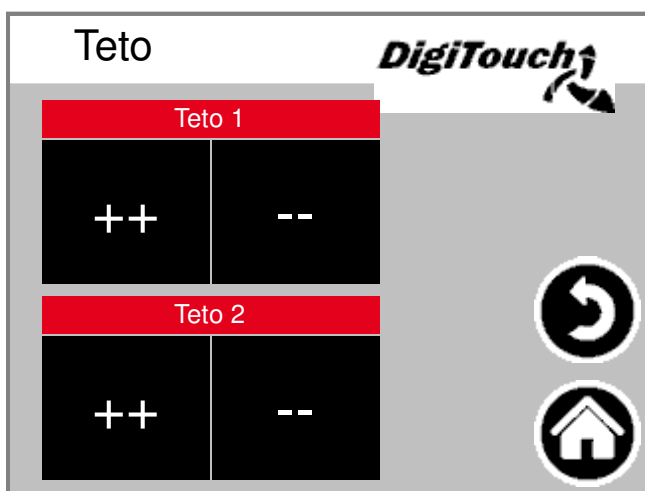 Teto
DigiTouch
Teto 1
++ --
Teto 2
++ --